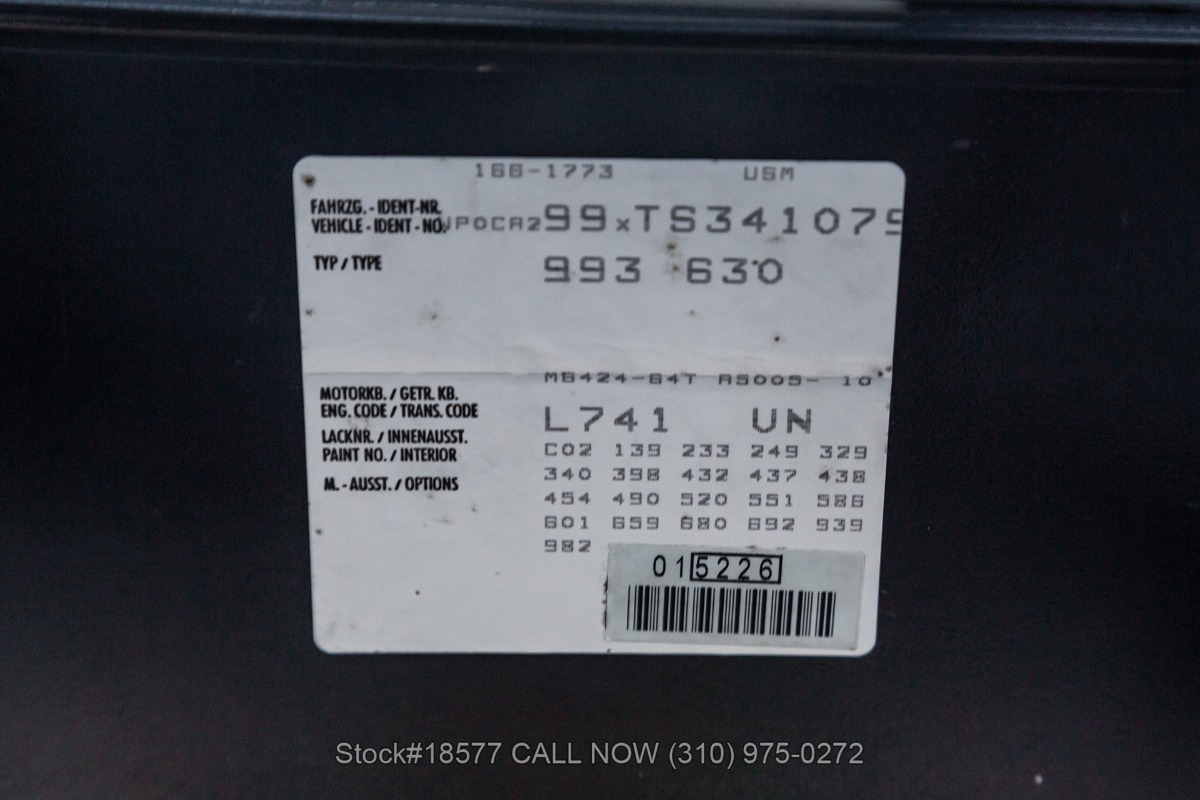 166-1773 USM
FAHRZG. - IDENT-NR.
VEHICLE - IDENT - NO. WP0CA299xTS341079
TYP / TYPE 993 630
M6424-64T A5005- 10
MOTORKB. / GETR. KB.
ENG. CODE / TRANS. CODE
L741 UN
LACKNR. / INNENAUSST.
PAINT NO. / INTERIOR
M. - AUSST. / OPTIONS
C02 139 233 249 329
340 398 432 437 438
454 490 520 551 586
601 659 680 692 939
982
015226
Stock#18577 CALL NOW (310) 975-0272